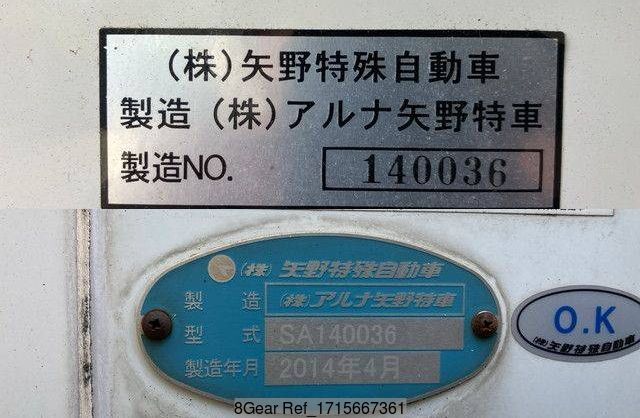 (株)矢野特殊自動車
製造 (株)アルナ矢野特車
製造NO. 140036
(株) 矢野特殊自動車
製造 (株)アルナ矢野特車
型式 SA140036
製造年月 2014年4月
O.K
(株)矢野特殊自動車
8Gear Ref_1715667361